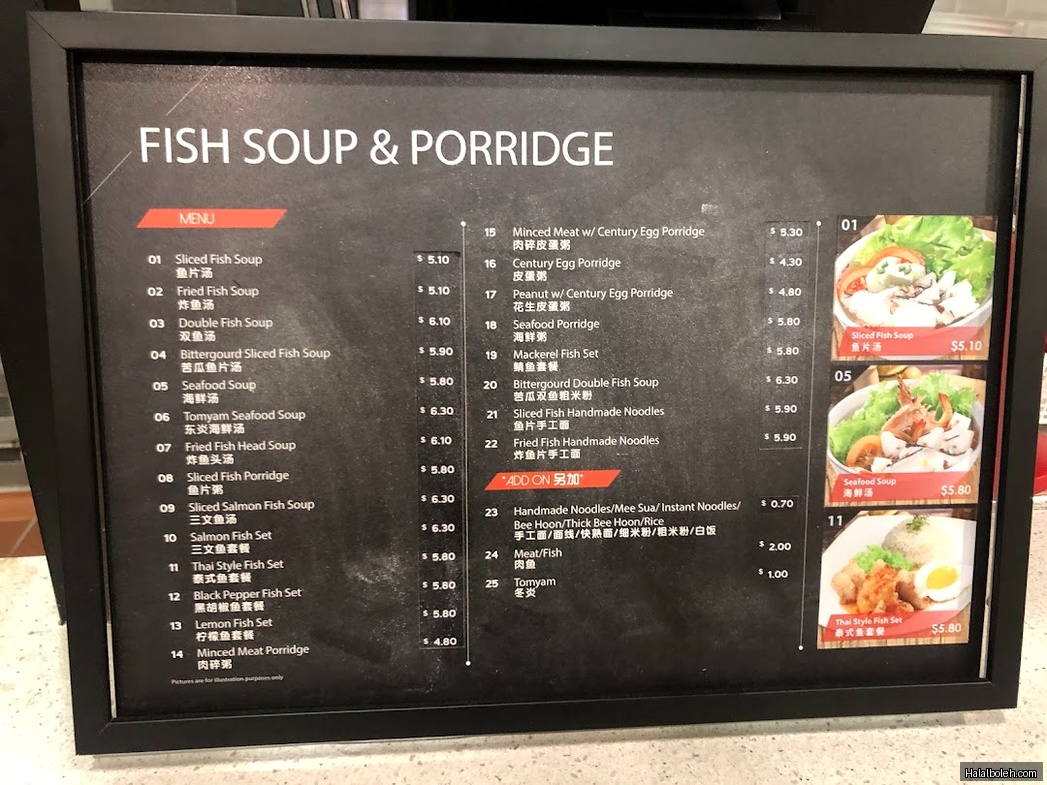 FISH SOUP & PORRIDGE
MENU
01 Sliced Fish Soup $ 5.10
鱼片汤
02 Fried Fish Soup $ 5.10
炸鱼汤
03 Double Fish Soup $ 6.10
双鱼汤
04 Bittergourd Sliced Fish Soup $ 5.90
苦瓜鱼片汤
05 Seafood Soup $ 5.80
海鲜汤
06 Tomyam Seafood Soup $ 6.30
东炎海鲜汤
07 Fried Fish Head Soup $ 6.10
炸鱼头汤
08 Sliced Fish Porridge $ 5.80
鱼片粥
09 Sliced Salmon Fish Soup $ 6.30
三文鱼汤
10 Salmon Fish Set $ 6.30
三文鱼套餐
11 Thai Style Fish Set $ 5.80
泰式鱼套餐
12 Black Pepper Fish Set $ 5.80
黑胡椒鱼套餐
13 Lemon Fish Set $ 5.80
柠檬鱼套餐
14 Minced Meat Porridge $ 4.80
肉碎粥
Pictures are for illustration purposes only
15 Minced Meat w/ Century Egg Porridge $ 5.30
肉碎皮蛋粥
16 Century Egg Porridge $ 4.30
皮蛋粥
17 Peanut w/ Century Egg Porridge $ 4.80
花生皮蛋粥
18 Seafood Porridge $ 5.80
海鲜粥
19 Mackerel Fish Set $ 5.80
鲭鱼套餐
20 Bittergourd Double Fish Soup $ 6.30
苦瓜双鱼粗米粉
21 Sliced Fish Handmade Noodles $ 5.90
鱼片手工面
22 Fried Fish Handmade Noodles $ 5.90
炸鱼片手工面
"ADD ON 另加"
23 Handmade Noodles/Mee Sua/ Instant Noodles/ $ 0.70
Bee Hoon/Thick Bee Hoon/Rice
手工面/面线/快熟面/细米粉/粗米粉/白饭
24 Meat/Fish $ 2.00
肉鱼
25 Tomyam $ 1.00
冬炎
01
Sliced Fish Soup
鱼片汤 $5.10
05
Seafood Soup
海鲜汤 $5.80
11
Thai Style Fish Set
泰式鱼套餐 $5.80
Halalboleh.com